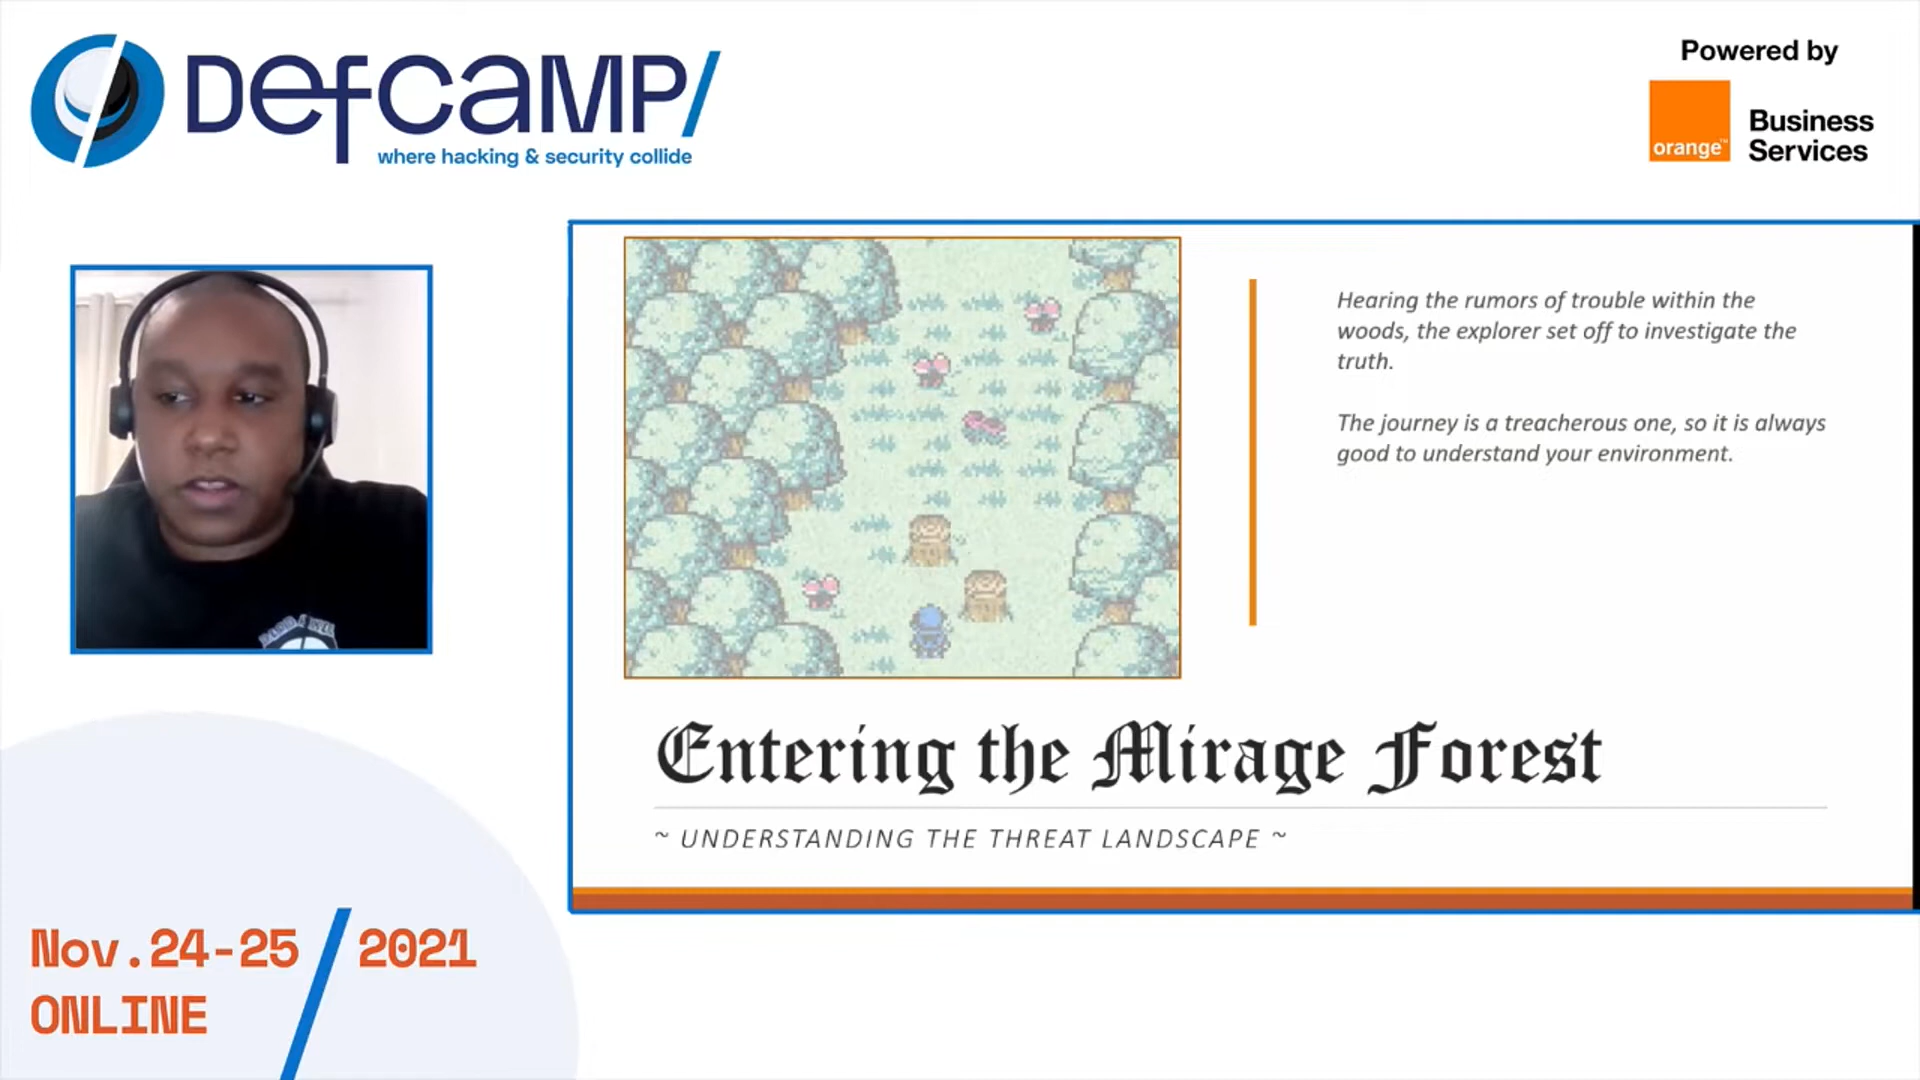 DefCamp/
where hacking & security collide
Powered by
orange™
Business
Services
Hearing the rumors of trouble within the
woods, the explorer set off to investigate the
truth.
The journey is a treacherous one, so it is always
good to understand your environment.
Entering the Mirage Forest
~ UNDERSTANDING THE THREAT LANDSCAPE ~
Nov.24-25/2021
ONLINE